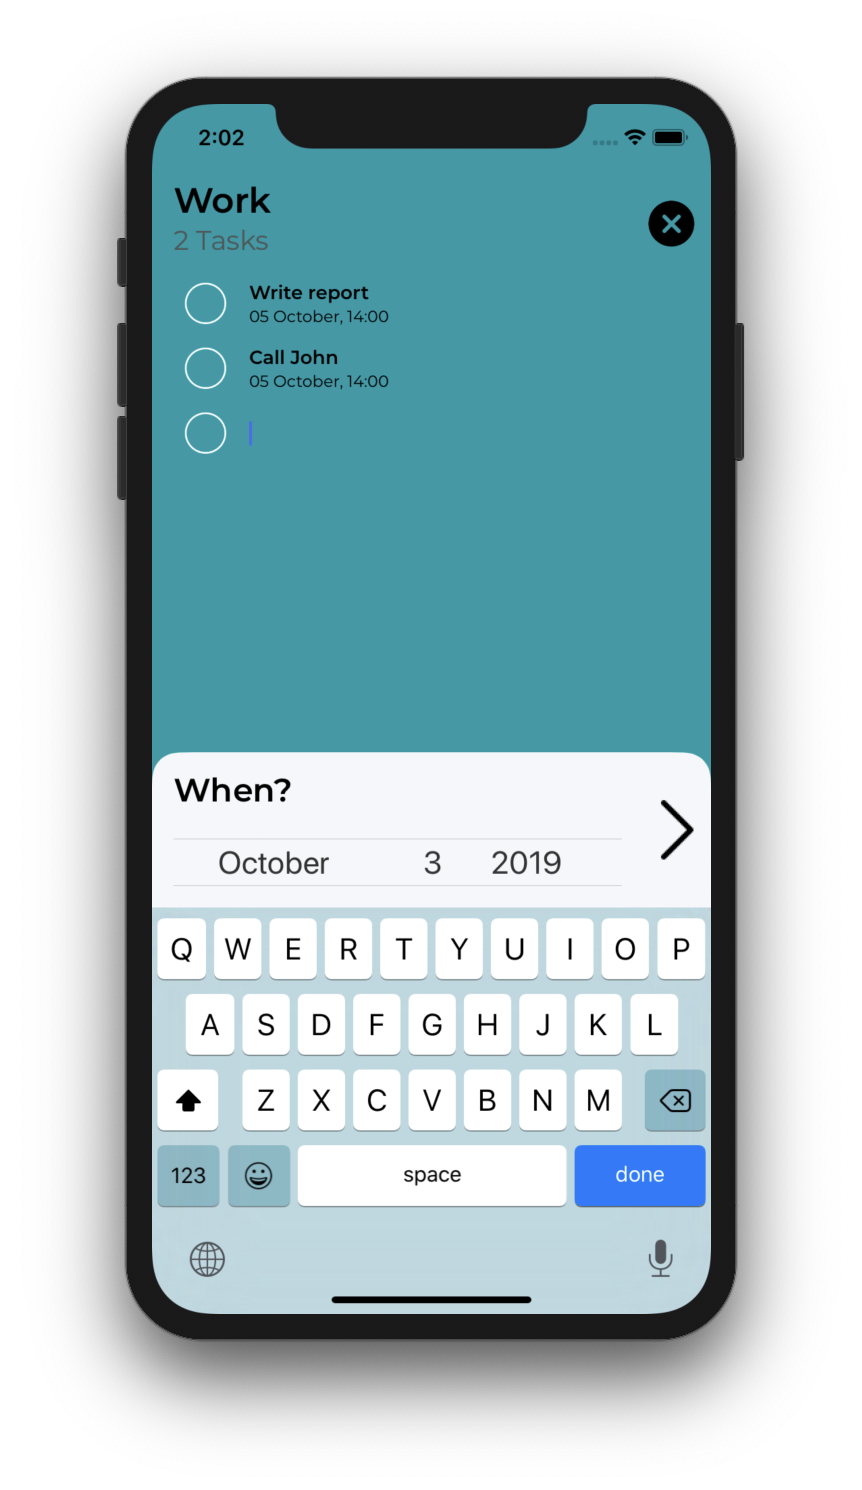 2:02
Work
2 Tasks
Write report
05 October, 14:00
Call John
05 October, 14:00
When?
October 3 2019
Q W E R T Y U I O P
A S D F G H J K L
Z X C V B N M
123 space done